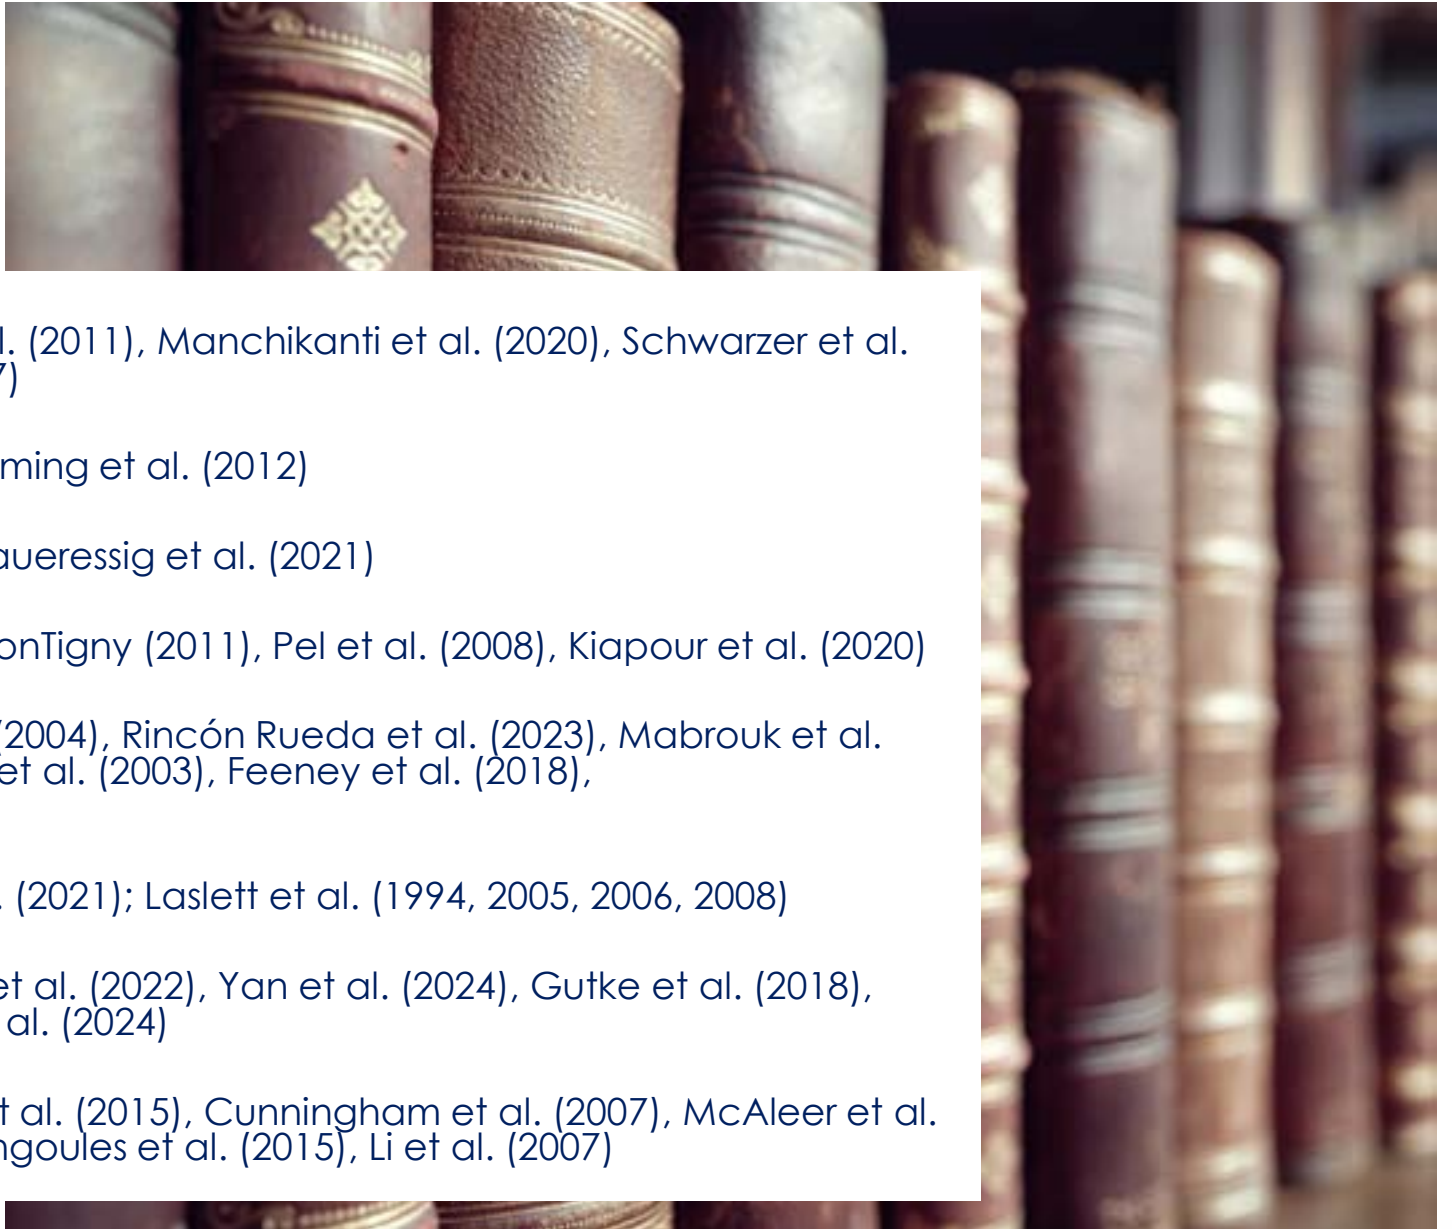 l. (2011), Manchikanti et al. (2020), Schwarzer et al.
7)
ming et al. (2012)
aueressig et al. (2021)
onTigny (2011), Pel et al. (2008), Kiapour et al. (2020)
(2004), Rincón Rueda et al. (2023), Mabrouk et al.
et al. (2003), Feeney et al. (2018),
. (2021); Laslett et al. (1994, 2005, 2006, 2008)
et al. (2022), Yan et al. (2024), Gutke et al. (2018),
al. (2024)
t al. (2015), Cunningham et al. (2007), McAleer et al.
ngoules et al. (2015), Li et al. (2007)